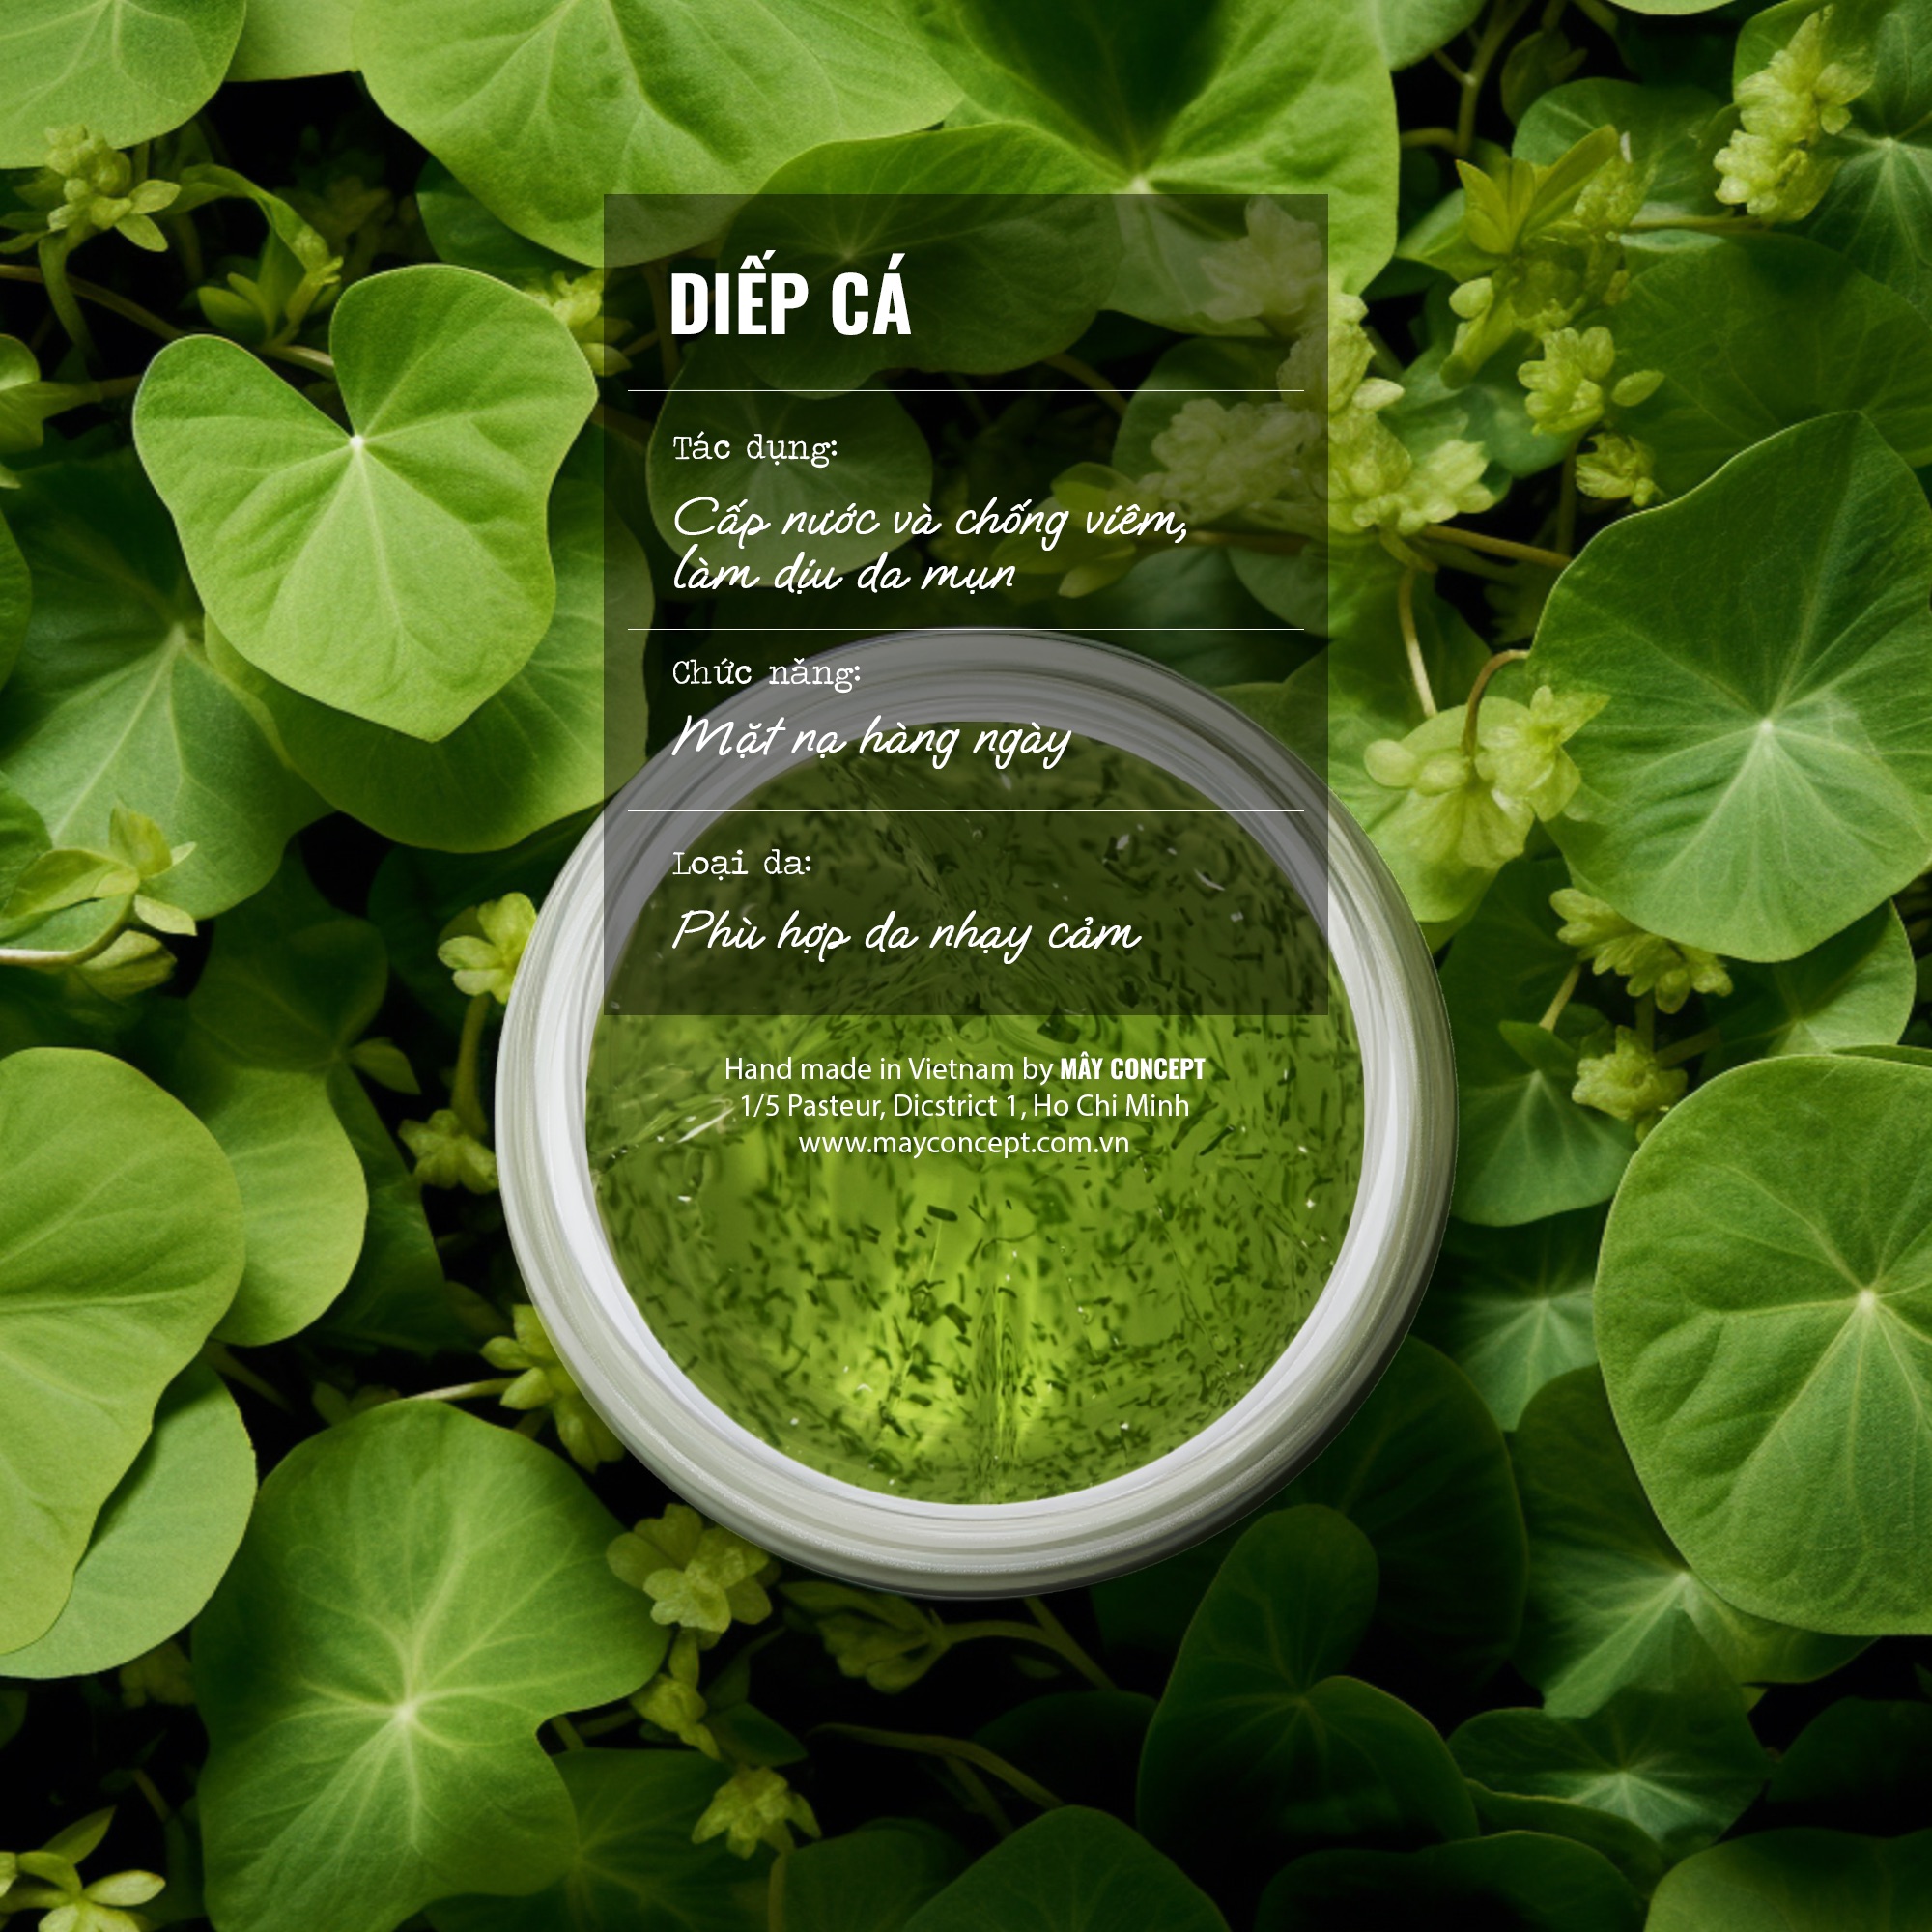 DIẾP CÁ
Tác dụng:
Cấp nước và chống viêm,
làm dịu da mụn
Chức năng:
Mặt nạ hàng ngày
Loại da:
Phù hợp da nhạy cảm
Hand made in Vietnam by MÂY CONCEPT
1/5 Pasteur, Dicstrict 1, Ho Chi Minh
www.mayconcept.com.vn